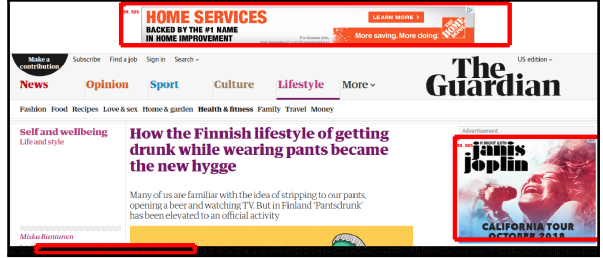 99.92%
HOME SERVICES
BACKED BY THE #1 NAME
IN HOME IMPROVEMENT
LEARN MORE >
More saving. More doing.
Make a
contribution
Subscribe Find a job Sign in Search
US edition
The
Guardian
News Opinion Sport Culture Lifestyle More
Fashion Food Recipes Love & sex Home & garden Health & fitness Family Travel Money
Self and wellbeing
Life and style
How the Finnish lifestyle of getting
drunk while wearing pants became
the new hygge
Many of us are familiar with the idea of stripping to our pants,
opening a beer and watching TV. But in Finland 'Pantsdrunk'
has been elevated to an official activity
Miska Rantanen
Advertisement
A NIGHT WITH
janis
joplin
CALIFORNIA TOUR
OCTOBER 2018